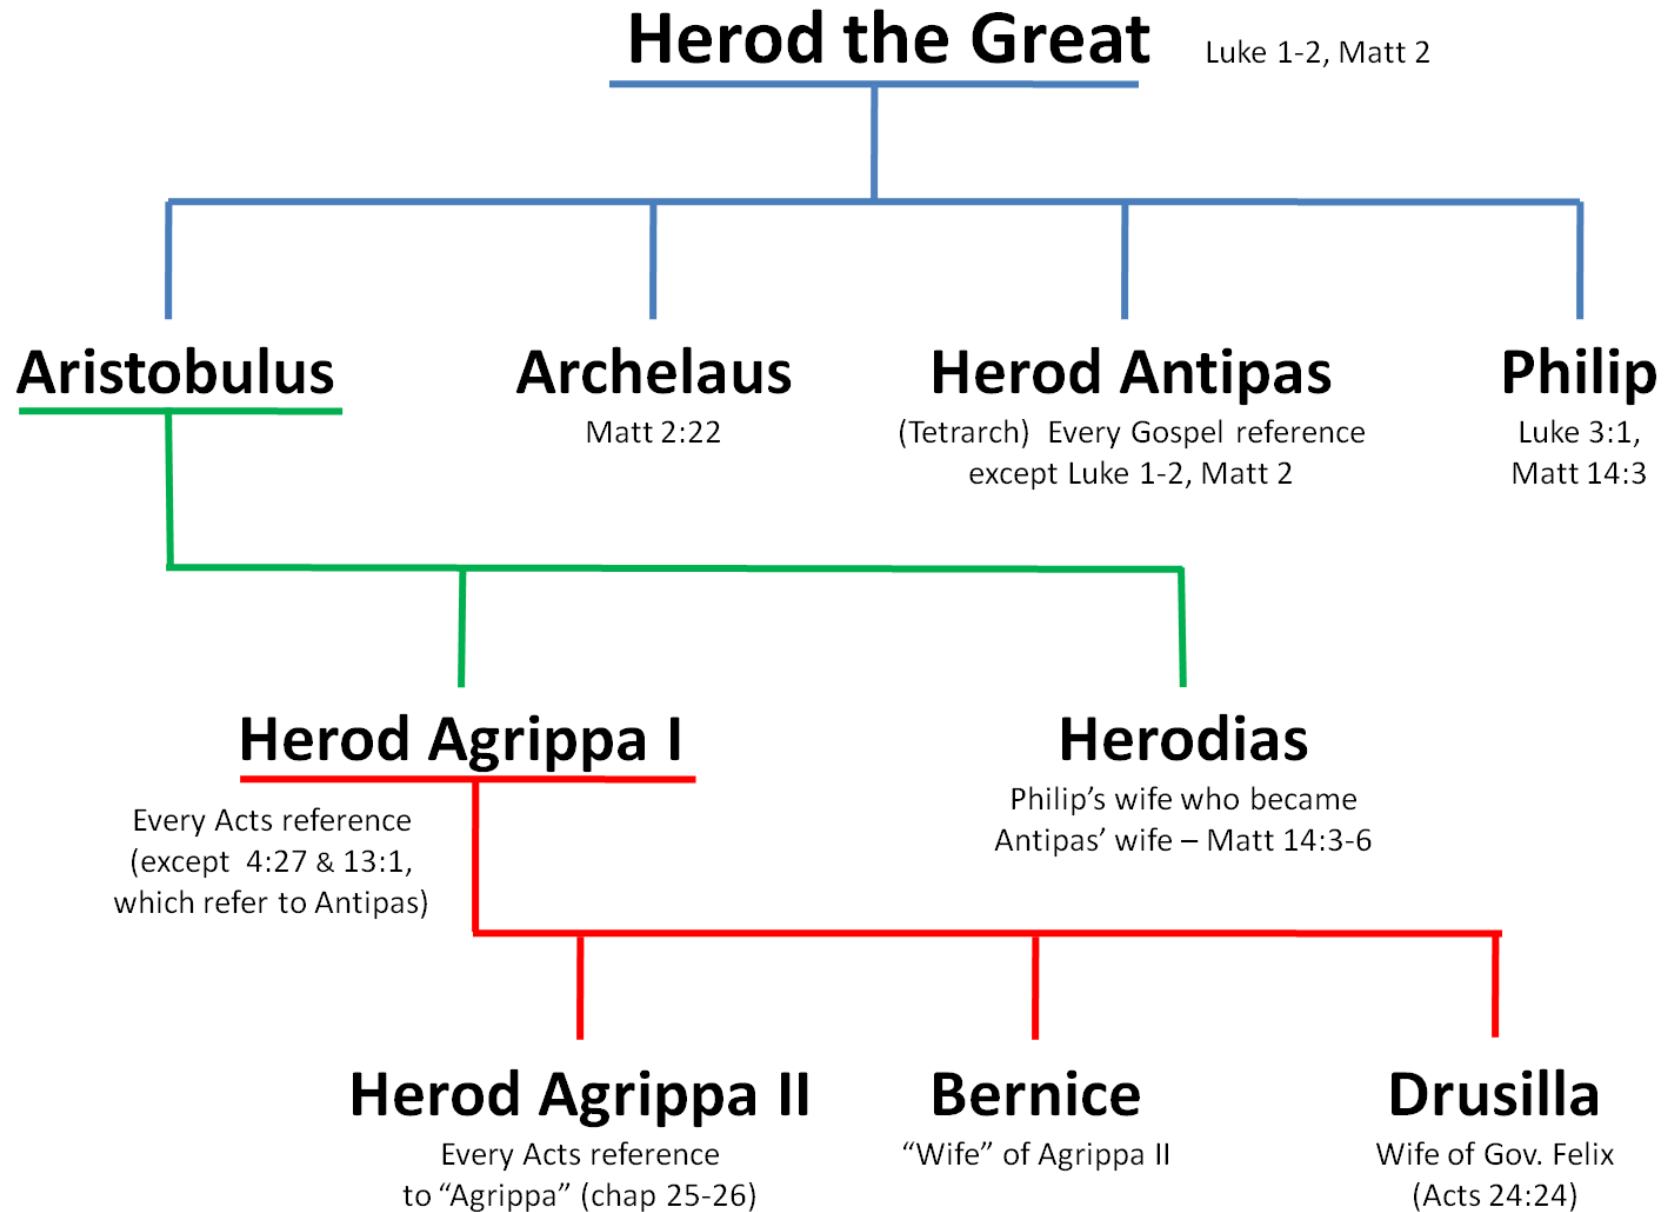 Herod the Great
Luke 1-2, Matt 2
Aristobulus
Archelaus
Matt 2:22
Herod Antipas
(Tetrarch) Every Gospel reference
except Luke 1-2, Matt 2
Philip
Luke 3:1,
Matt 14:3
Herod Agrippa I
Every Acts reference
(except 4:27 & 13:1,
which refer to Antipas)
Herodias
Philip’s wife who became
Antipas’ wife – Matt 14:3-6
Herod Agrippa II
Every Acts reference
to “Agrippa” (chap 25-26)
Bernice
“Wife” of Agrippa II
Drusilla
Wife of Gov. Felix
(Acts 24:24)